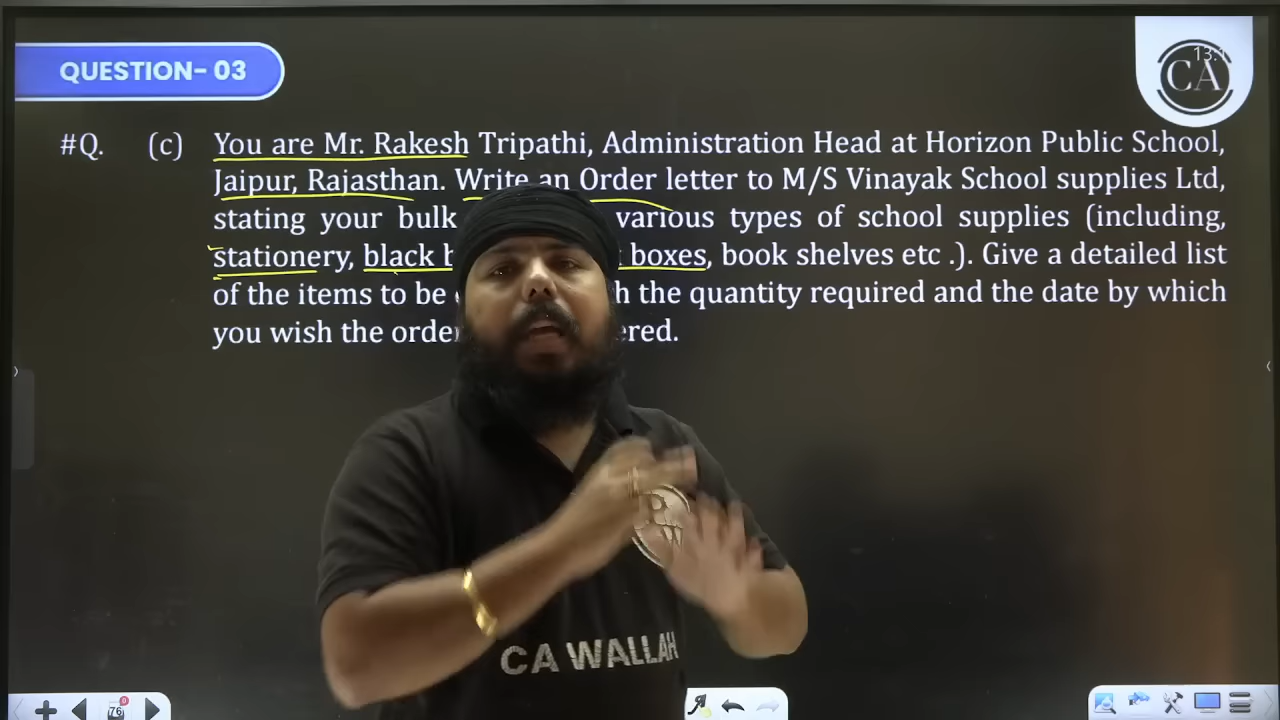 QUESTION- 03
13:
CA
#Q. (c) You are Mr. Rakesh Tripathi, Administration Head at Horizon Public School,
Jaipur, Rajasthan. Write an Order letter to M/S Vinayak School supplies Ltd,
stating your bulk various types of school supplies (including,
stationery, black boxes, book shelves etc .). Give a detailed list
of the items to be the quantity required and the date by which
you wish the order
CA WALLAH
76